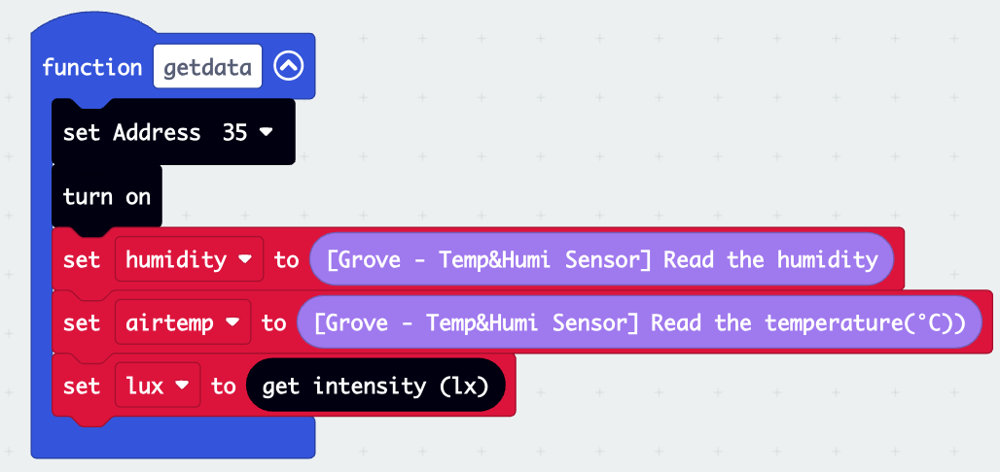 function getdata
set Address 35
turn on
set humidity to [Grove - Temp&Humi Sensor] Read the humidity
set airtemp to [Grove - Temp&Humi Sensor] Read the temperature(°C))
set lux to get intensity (lx)